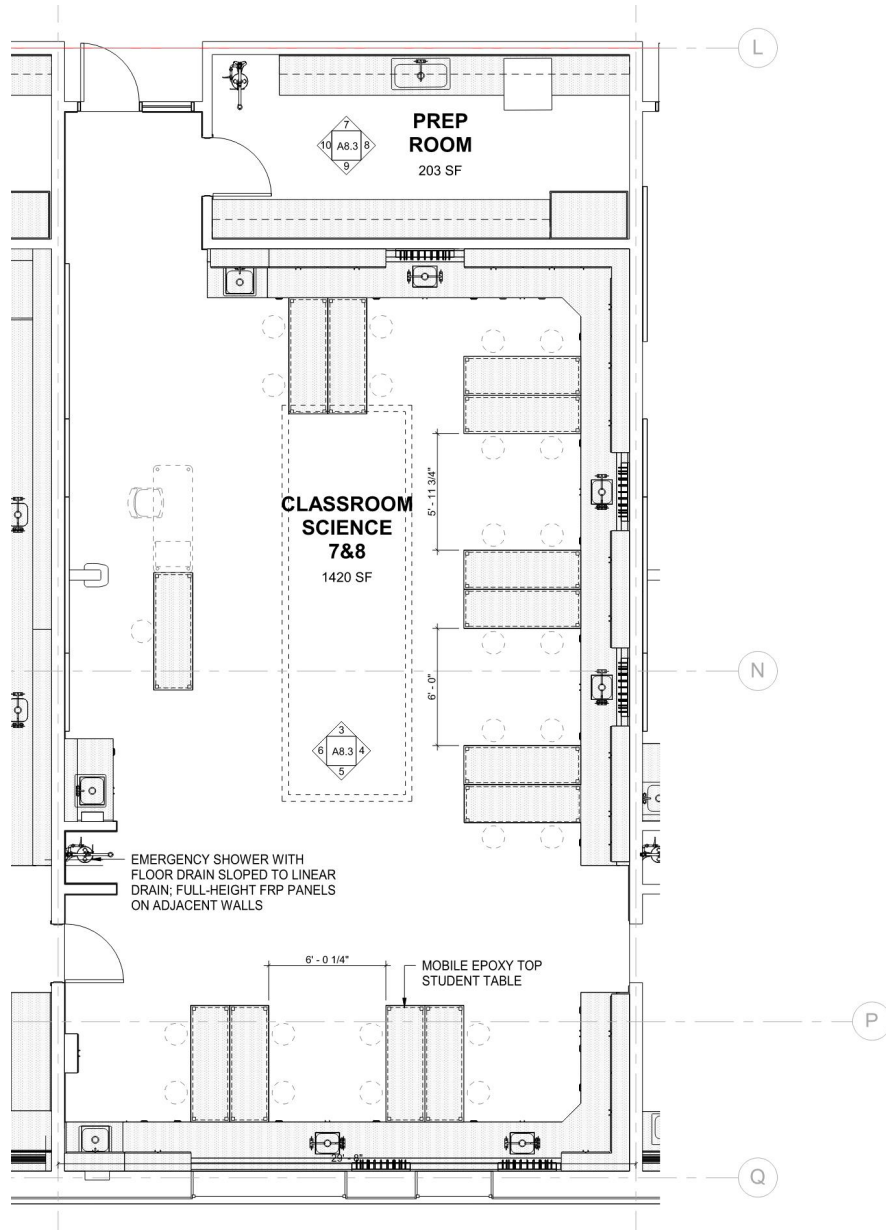 L
7
10 A8.3 8
9
PREP
ROOM
203 SF
5' - 11 3/4"
CLASSROOM
SCIENCE
7&8
1420 SF
N
6' - 0"
3
6 A8.3 4
5
EMERGENCY SHOWER WITH
FLOOR DRAIN SLOPED TO LINEAR
DRAIN; FULL-HEIGHT FRP PANELS
ON ADJACENT WALLS
6' - 0 1/4"
MOBILE EPOXY TOP
STUDENT TABLE
P
29' - 8"
Q